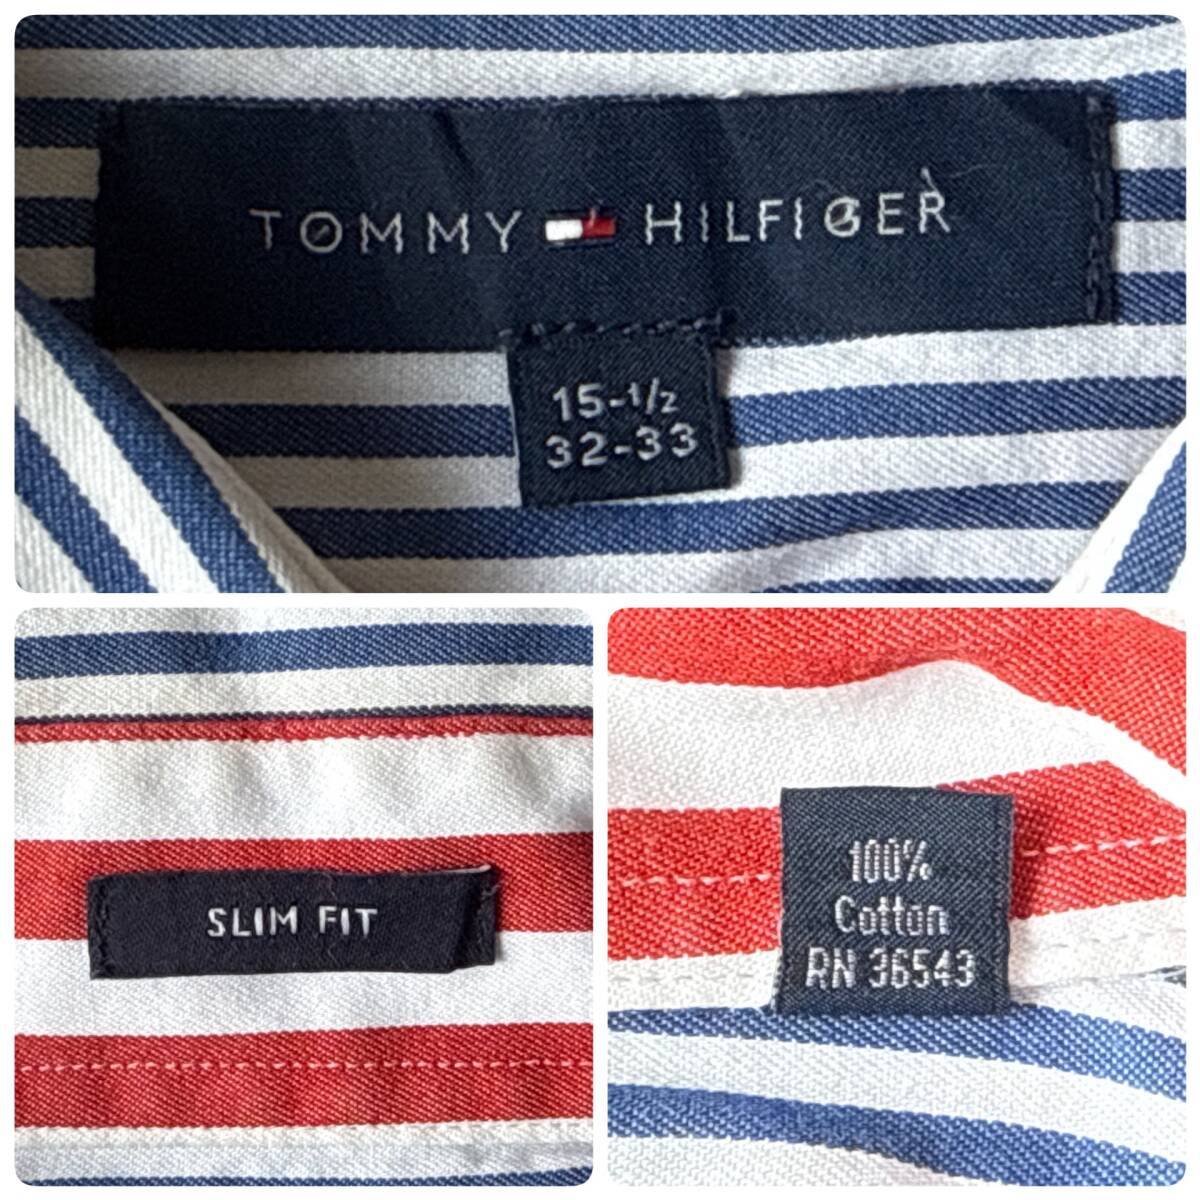 TOMMY HILFIGER
15-1/2
32-33
SLIM FIT
100%
Cotton
RN 36543